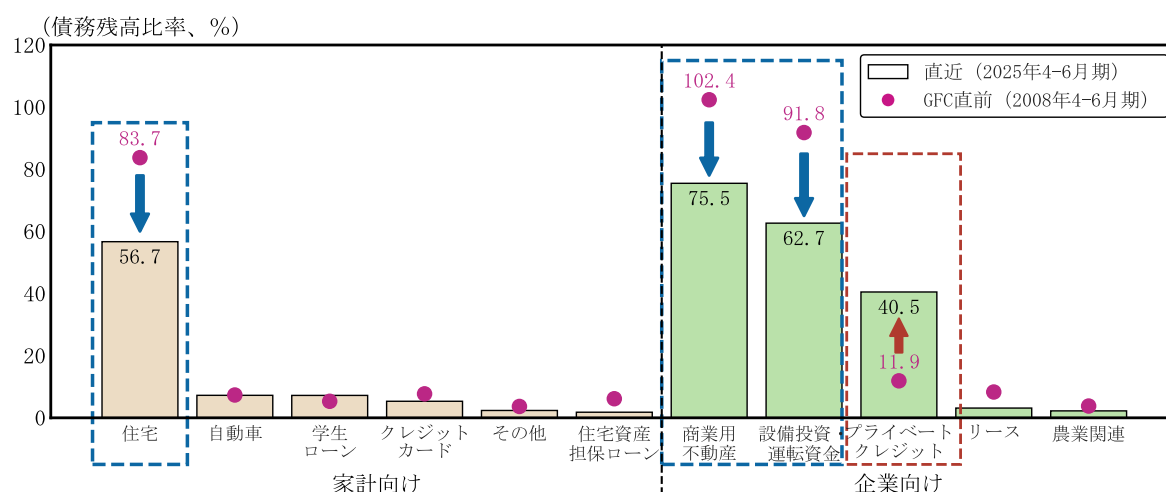 （債務残高比率、％）
120
100
80
60
40
20
0
直近（2025年4-6月期）
GFC直前（2008年4-6月期）
83.7
56.7
102.4
75.5
91.8
62.7
40.5
11.9
住宅
自動車
学生
ローン
クレジット
カード
その他
住宅資産
担保ローン
商業用
不動産
設備投資・
運転資金
プライベート
クレジット
リース
農業関連
家計向け
企業向け